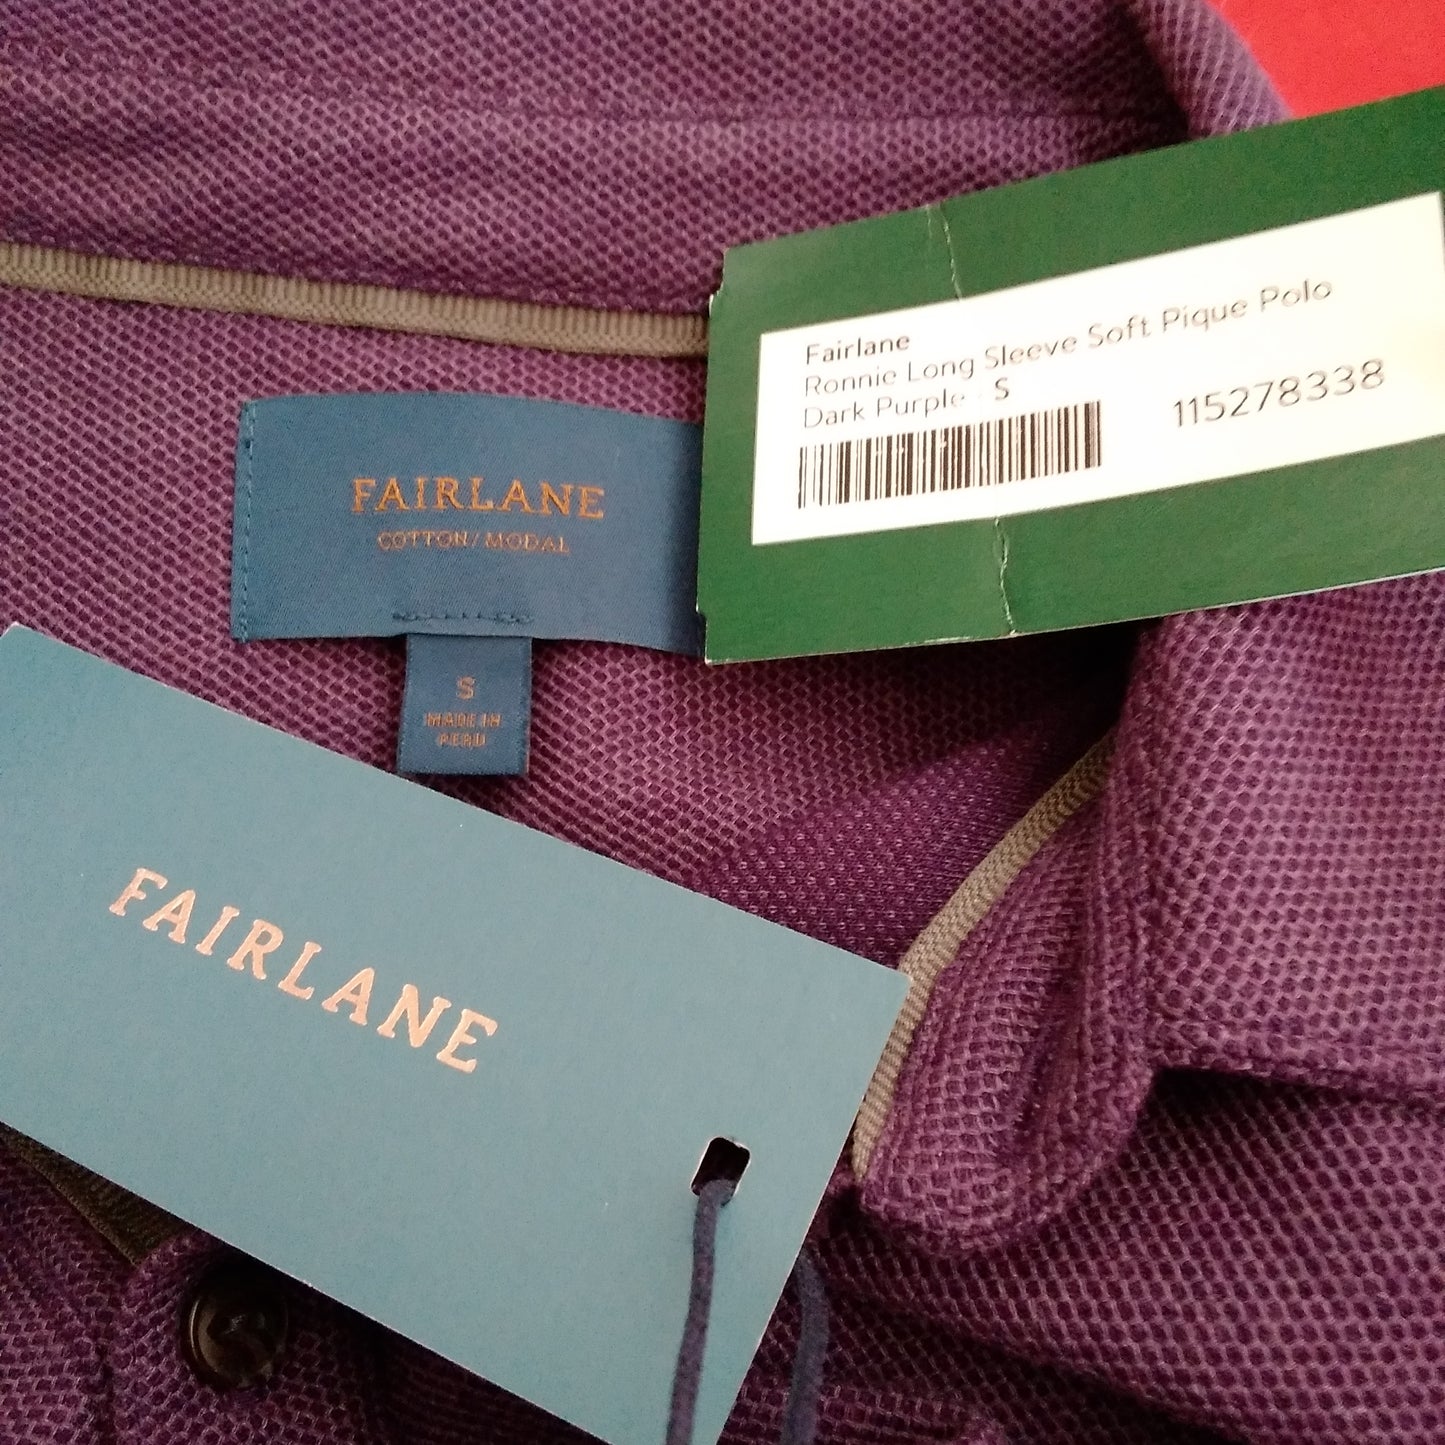 Fairlane
Ronnie Long Sleeve Soft Pique Polo
Dark Purple - S
115278338
FAIRLANE
COTTON/MODAL
S
MADE IN
PERU
FAIRLANE